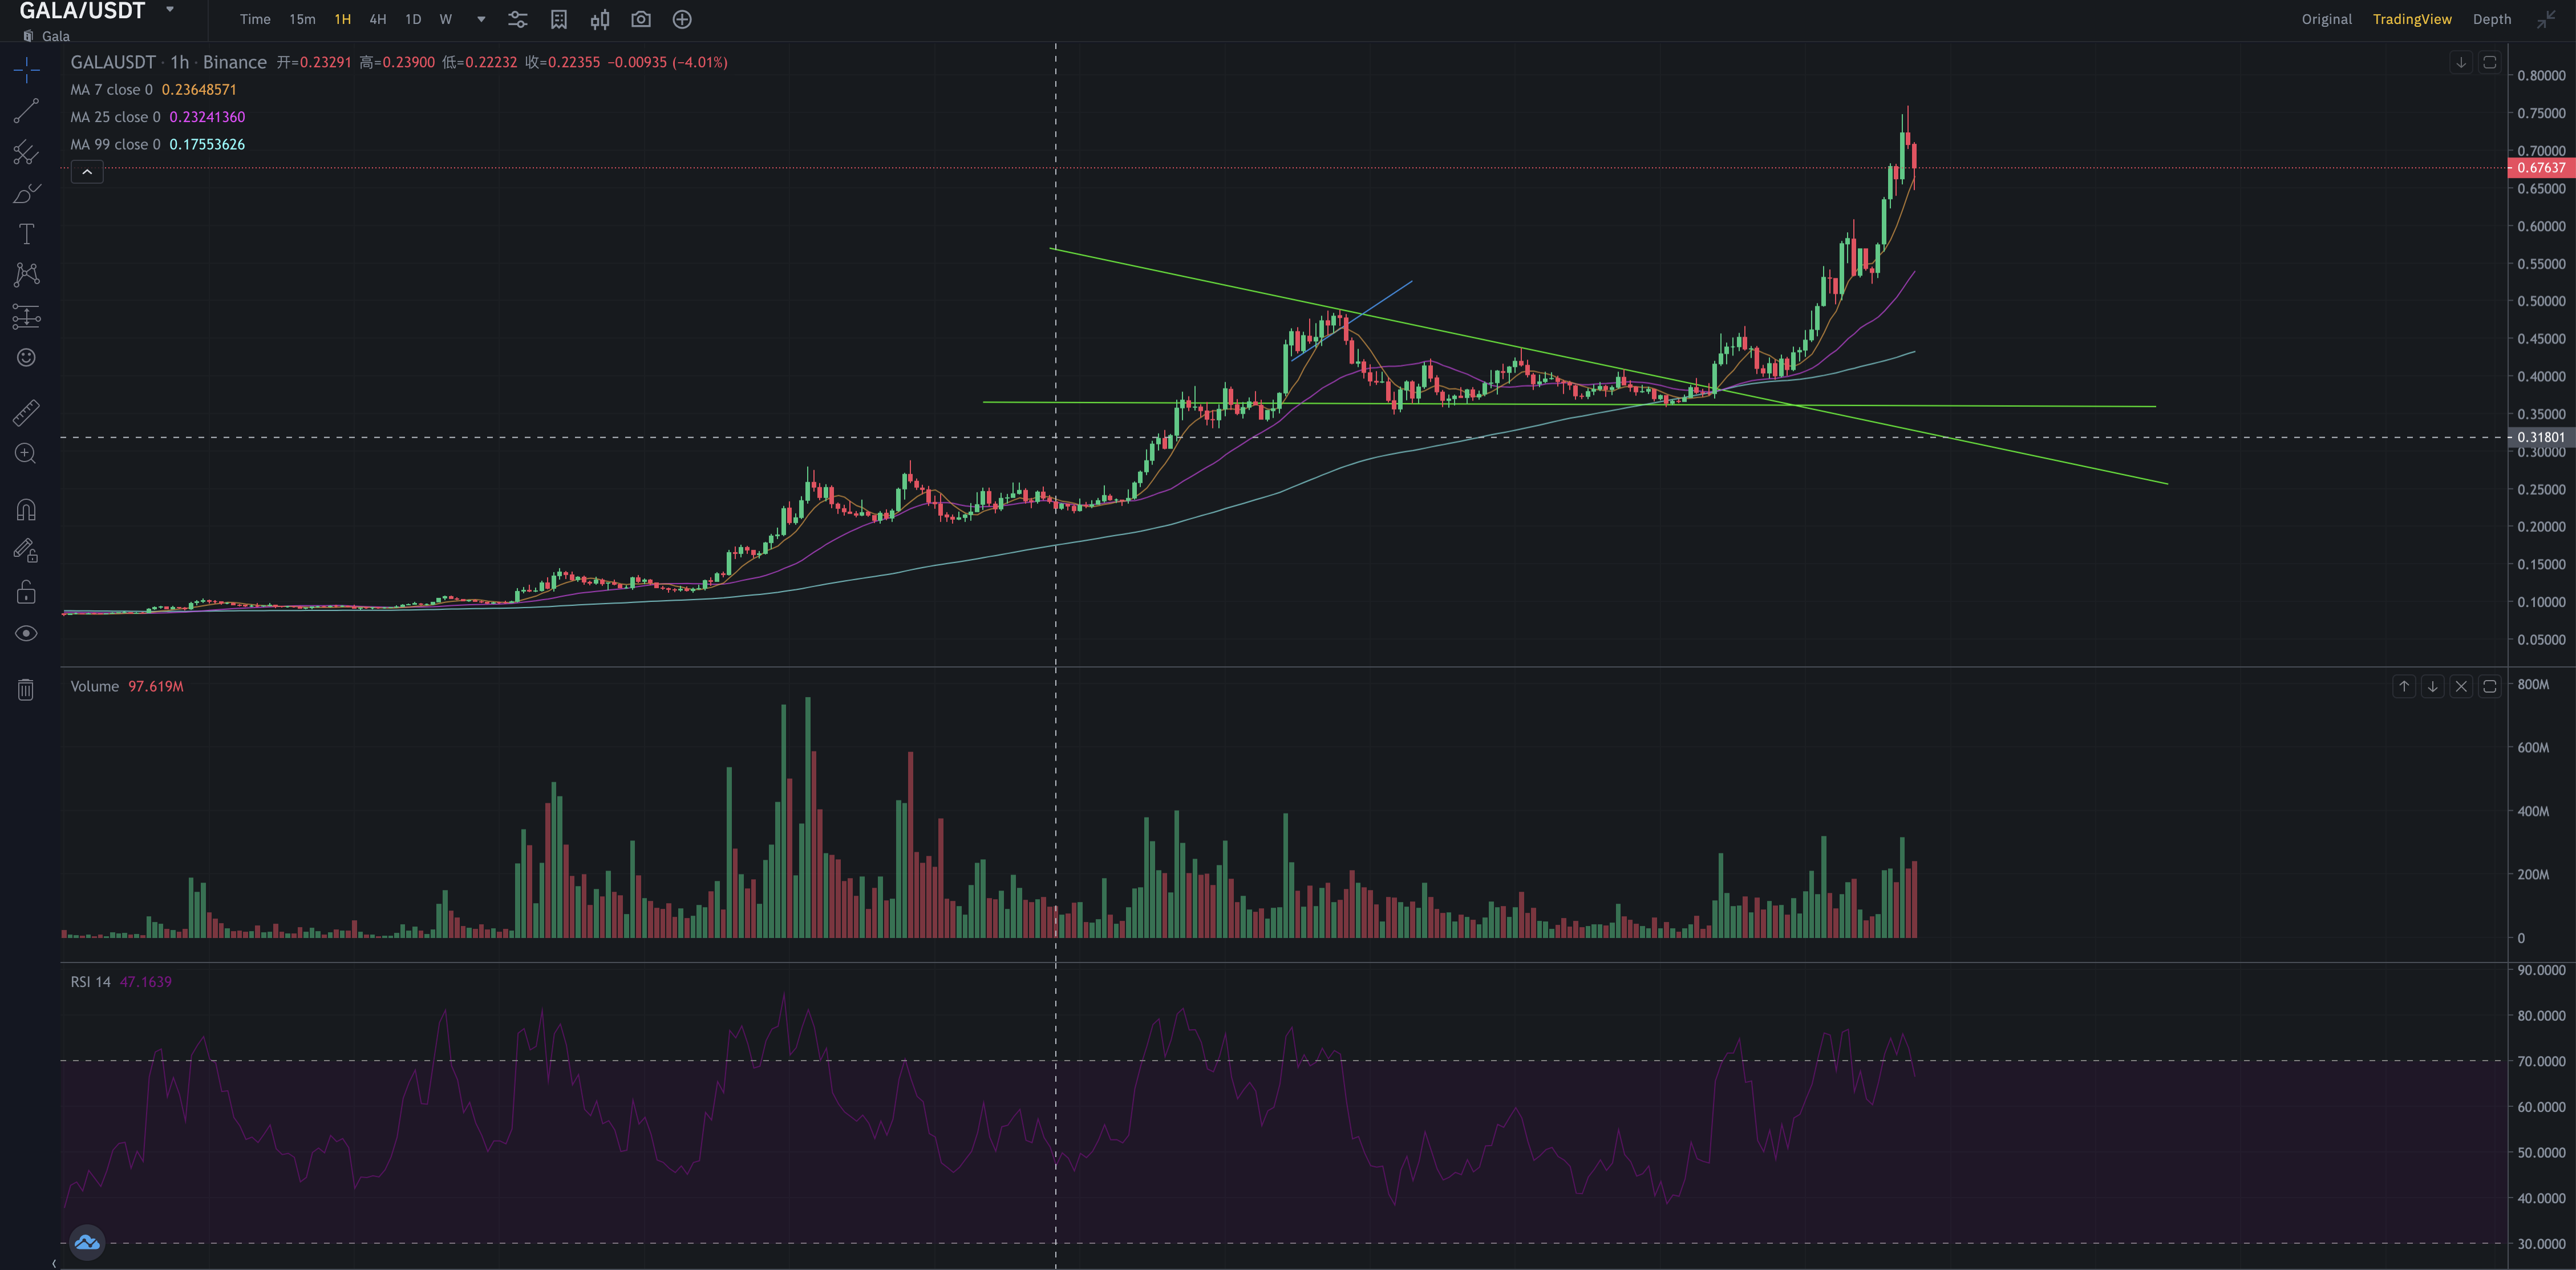 GALA/USDT
Gala
Time 15m 1H 4H 1D W
Original TradingView Depth
GALAUSDT · 1h · Binance 开=0.23291 高=0.23900 低=0.22232 收=0.22355 −0.00935 (−4.01%)
MA 7 close 0 0.23648571
MA 25 close 0 0.23241360
MA 99 close 0 0.17553626
0.80000
0.75000
0.70000
0.67637
0.65000
0.60000
0.55000
0.50000
0.45000
0.40000
0.35000
0.31801
0.30000
0.25000
0.20000
0.15000
0.10000
0.05000
Volume 97.619M
800M
600M
400M
200M
0
RSI 14 47.1639
90.0000
80.0000
70.0000
60.0000
50.0000
40.0000
30.0000